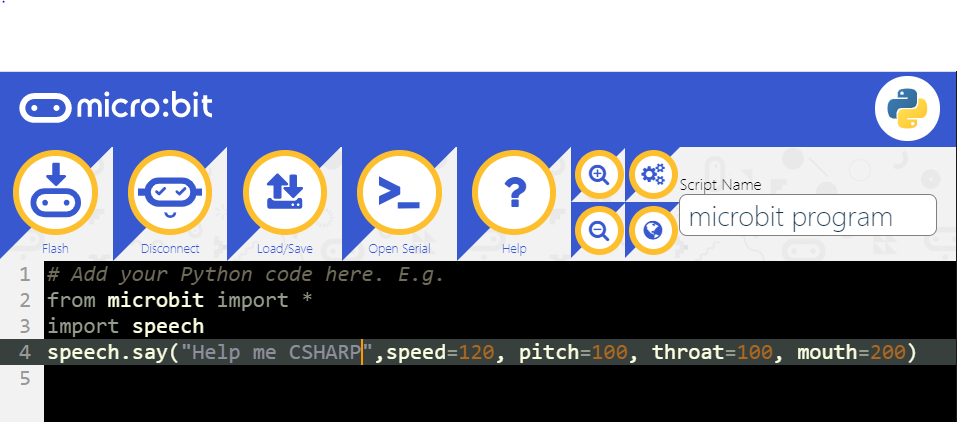 micro:bit
Flash
Disconnect
Load/Save
>_
Open Serial
?
Help
Script Name
microbit program
1 # Add your Python code here. E.g.
2 from microbit import *
3 import speech
4 speech.say("Help me CSHARP",speed=120, pitch=100, throat=100, mouth=200)
5